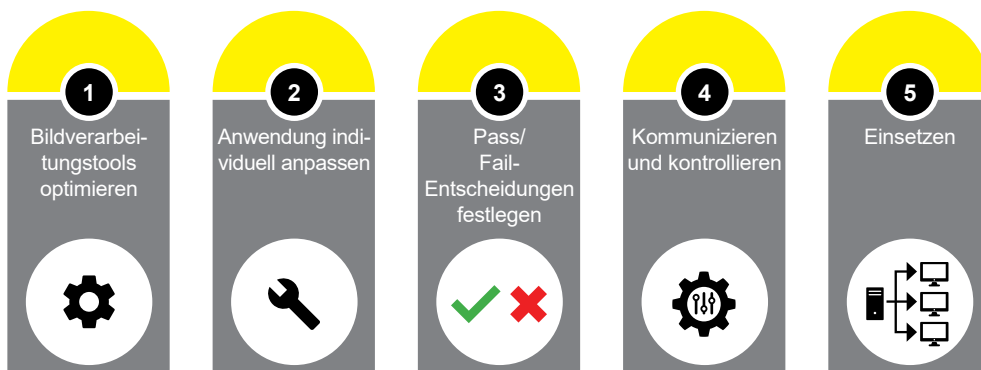 1
Bildverarbei-
tungstools
optimieren
2
Anwendung indi-
viduell anpassen
3
Pass/
Fail-
Entscheidungen
festlegen
4
Kommunizieren
und kontrollieren
5
Einsetzen